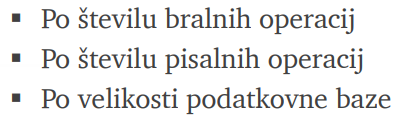 ▪ Po številu bralnih operacij
▪ Po številu pisalnih operacij
▪ Po velikosti podatkovne baze